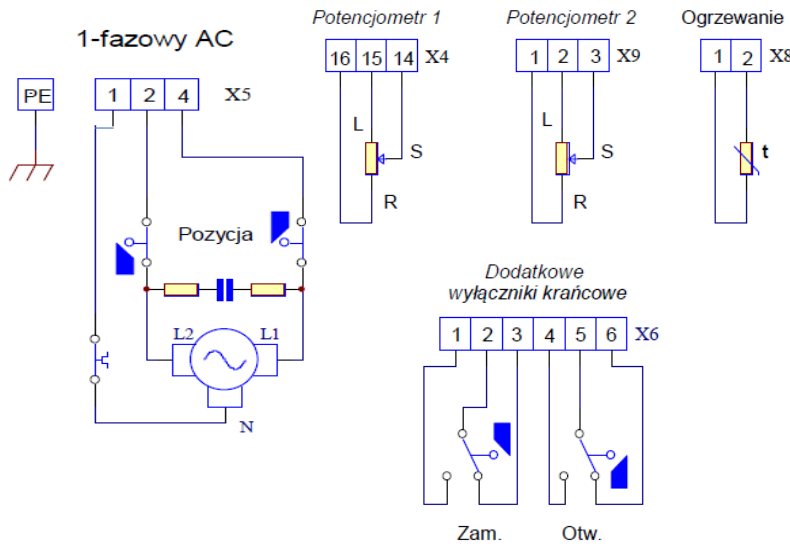 Potencjometr 1
Potencjometr 2
Ogrzewanie
1-fazowy AC
16 15 14 X4
1 2 3 X9
1 2 X8
PE
1 2 4 X5
L
S
R
L
S
R
t
Pozycja
Dodatkowe
wyłączniki krańcowe
1 2 3 4 5 6 X6
L2 L1
N
Zam. Otw.